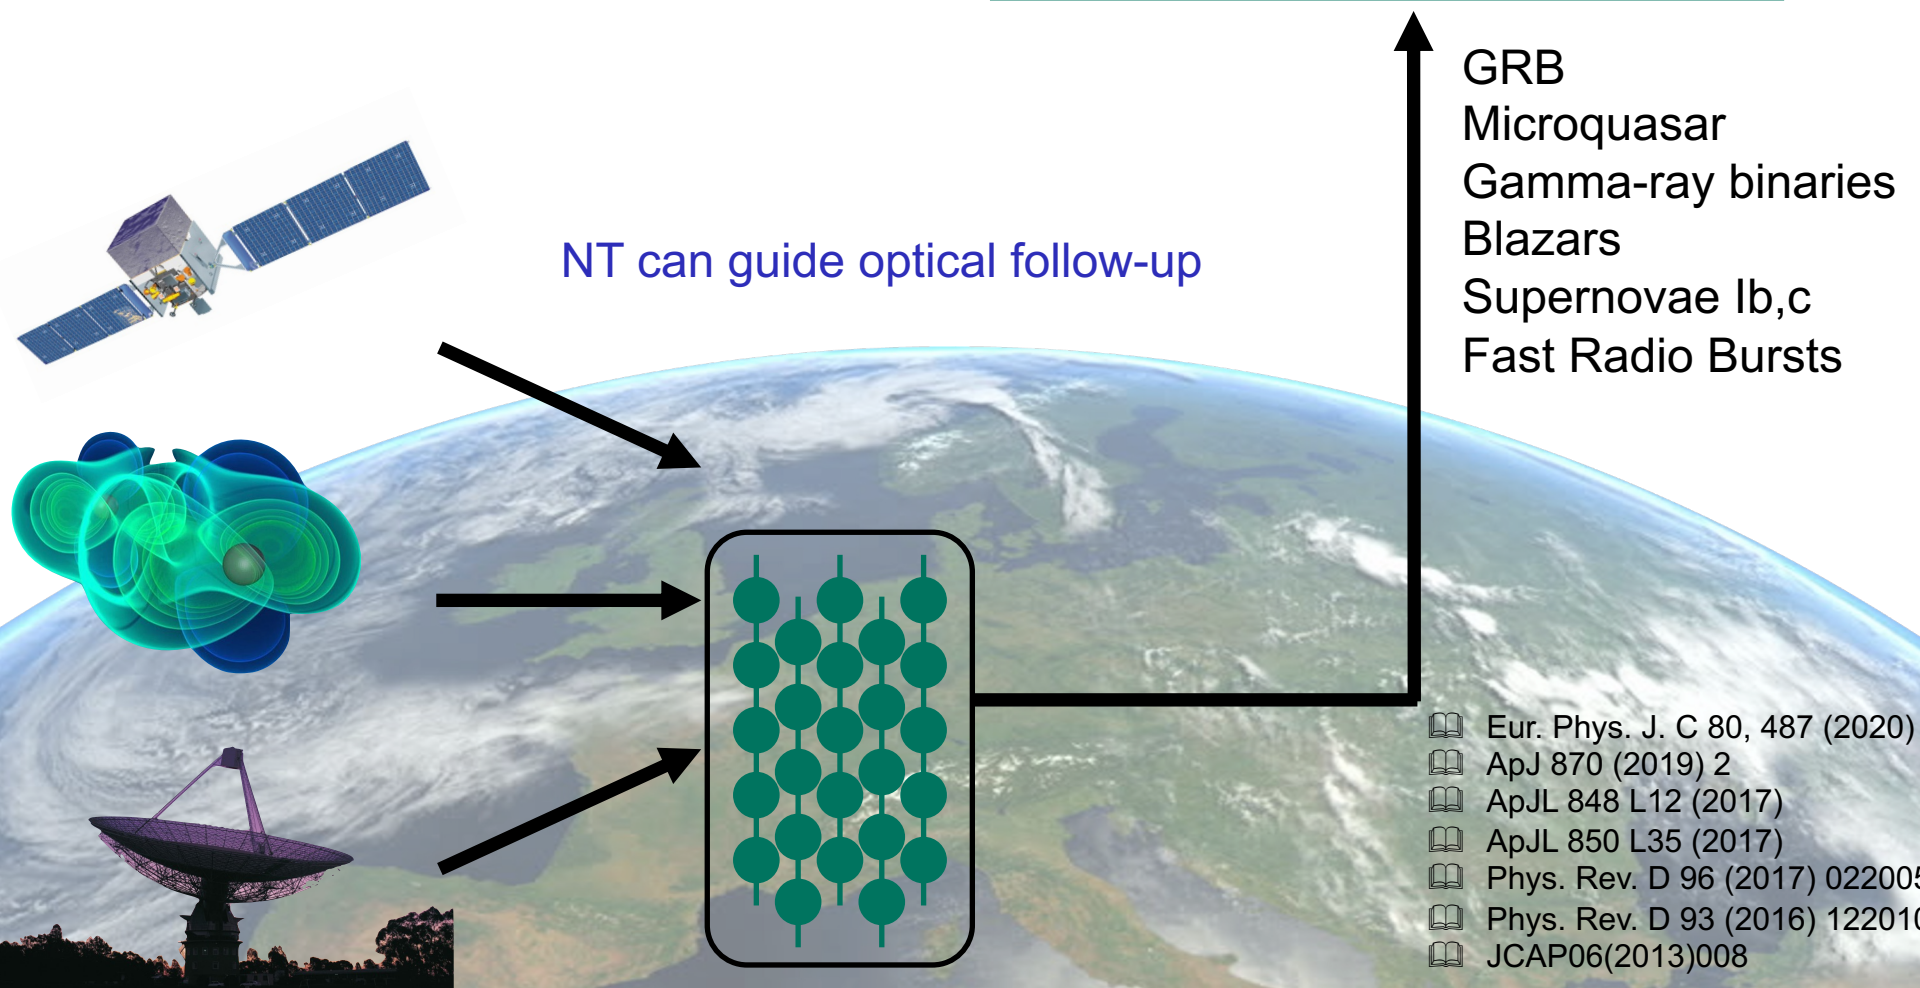 GRB
Microquasar
Gamma-ray binaries
Blazars
Supernovae Ib,c
Fast Radio Bursts
NT can guide optical follow-up
Eur. Phys. J. C 80, 487 (2020)
ApJ 870 (2019) 2
ApJL 848 L12 (2017)
ApJL 850 L35 (2017)
Phys. Rev. D 96 (2017) 022005
Phys. Rev. D 93 (2016) 122010
JCAP06(2013)008